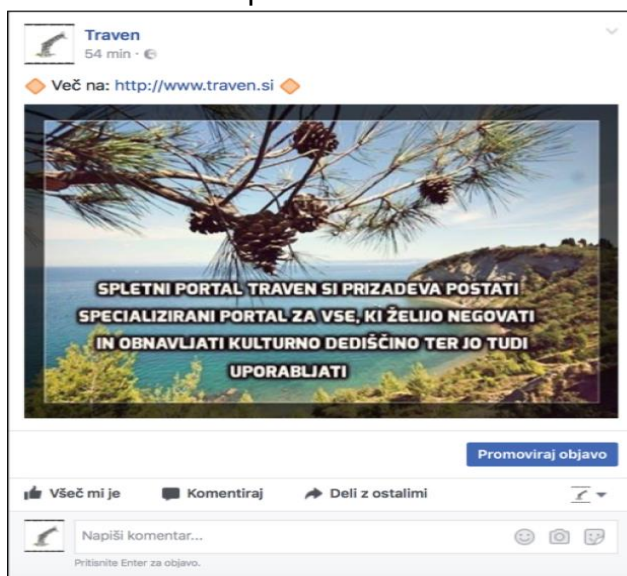 Traven
54 min
Več na: http://www.traven.si
SPLETNI PORTAL TRAVEN SI PRIZADEVA POSTATI
SPECIALIZIRANI PORTAL ZA VSE, KI ŽELIJO NEGOVATI
IN OBNAVLJATI KULTURNO DEDIŠČINO TER JO TUDI
UPORABLJATI
Promoviraj objavo
Všeč mi je Komentiraj Deli z ostalimi
Napiši komentar...
Pritisnite Enter za objavo.